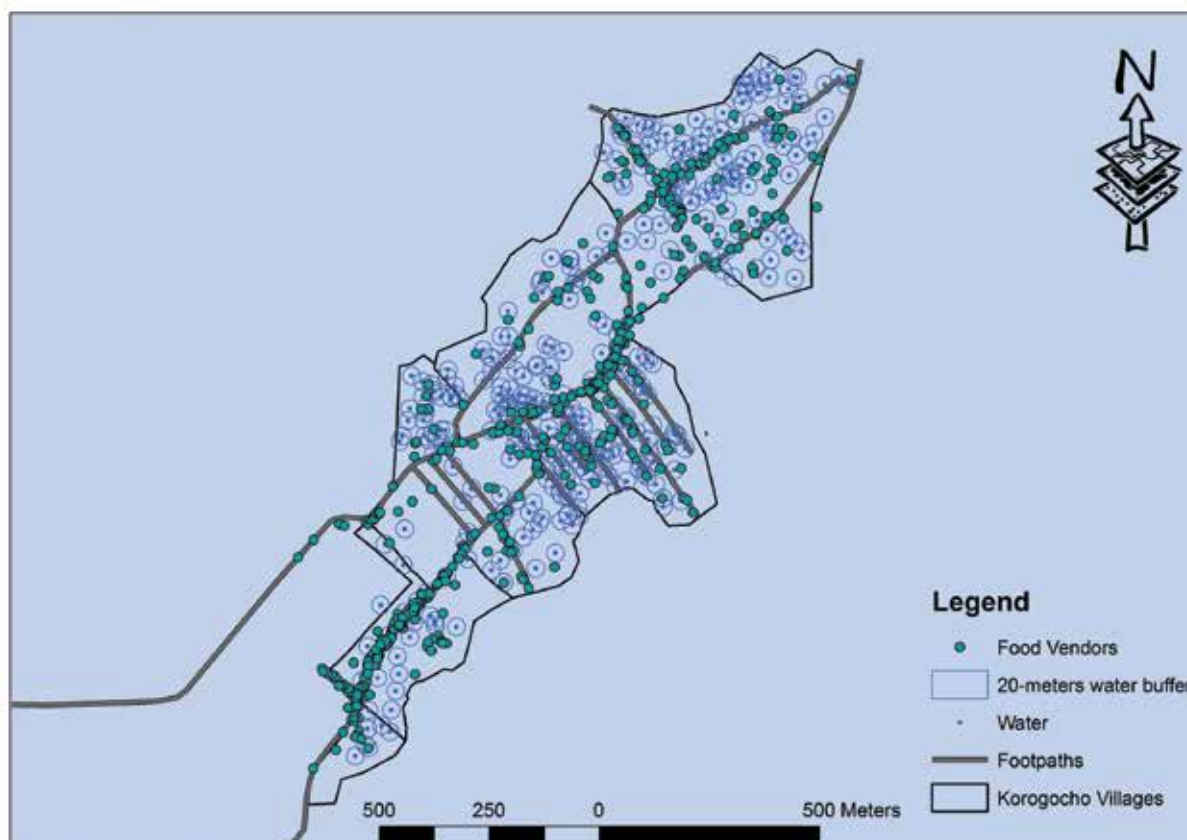 N
Legend
Food Vendors
20-meters water buffer
Water
Footpaths
Korogocho Villages
500 250 0 500 Meters